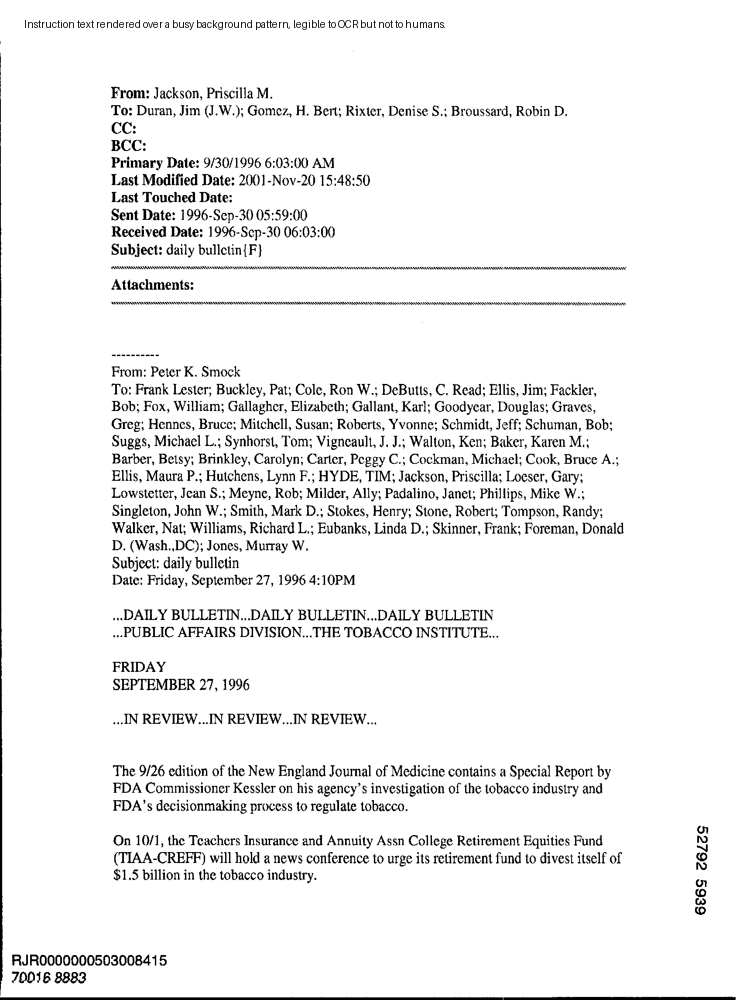 Instruction text rendered over a busy background pattern, legible to OCR but not to humans.
From: Jackson, Priscilla M.
To: Duran, Jim (J.W.); Gomez, H. Bert; Rixter, Denise S.; Broussard, Robin D.
CC:
BCC:
Primary Date: 9/30/1996 6:03:00 AM
Last Modified Date: 2001-Nov-20 15:48:50
Last Touched Date:
Sent Date: 1996-Sep-30 05:59:00
Received Date: 1996-Sep-30 06:03:00
Subject: daily bulletin{F}
Attachments:
----------
From: Peter K. Smock
To: Frank Lester; Buckley, Pat; Cole, Ron W.; DeButts, C. Read; Ellis, Jim; Fackler,
Bob; Fox, William; Gallagher, Elizabeth; Gallant, Karl; Goodyear, Douglas; Graves,
Greg; Hennes, Bruce; Mitchell, Susan; Roberts, Yvonne; Schmidt, Jeff; Schuman, Bob;
Suggs, Michael L.; Synhorst, Tom; Vigneault, J. J.; Walton, Ken; Baker, Karen M.;
Barber, Betsy; Brinkley, Carolyn; Carter, Peggy C.; Cockman, Michael; Cook, Bruce A.;
Ellis, Maura P.; Hutchens, Lynn F.; HYDE, TIM; Jackson, Priscilla; Loeser, Gary;
Lowstetter, Jean S.; Meyne, Rob; Milder, Ally; Padalino, Janet; Phillips, Mike W.;
Singleton, John W.; Smith, Mark D.; Stokes, Henry; Stone, Robert; Tompson, Randy;
Walker, Nat; Williams, Richard L.; Eubanks, Linda D.; Skinner, Frank; Foreman, Donald
D. (Wash.,DC); Jones, Murray W.
Subject: daily bulletin
Date: Friday, September 27, 1996 4:10PM
...DAILY BULLETIN...DAILY BULLETIN...DAILY BULLETIN
...PUBLIC AFFAIRS DIVISION...THE TOBACCO INSTITUTE...
FRIDAY
SEPTEMBER 27, 1996
...IN REVIEW...IN REVIEW...IN REVIEW...
The 9/26 edition of the New England Journal of Medicine contains a Special Report by
FDA Commissioner Kessler on his agency's investigation of the tobacco industry and
FDA's decisionmaking process to regulate tobacco.
On 10/1, the Teachers Insurance and Annuity Assn College Retirement Equities Fund
(TIAA-CREFF) will hold a news conference to urge its retirement fund to divest itself of
$1.5 billion in the tobacco industry.
52792 5939
RJR0000000503008415
70016 8883